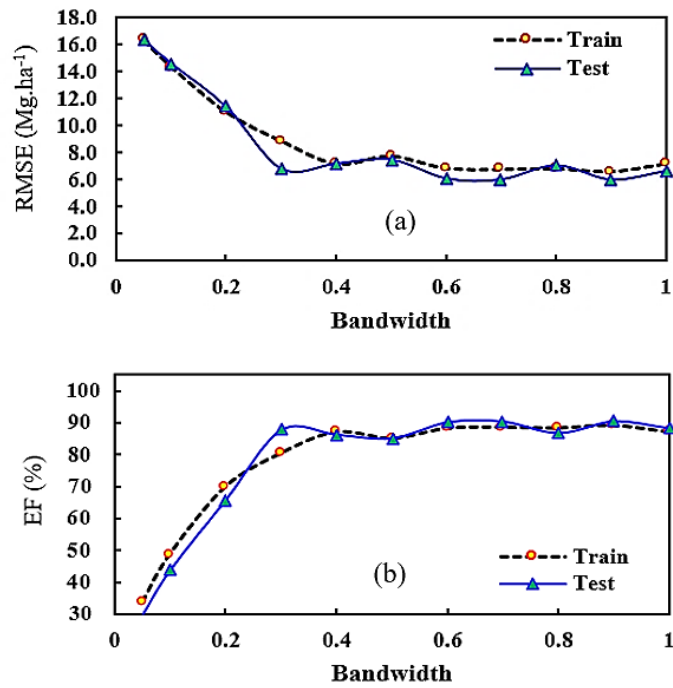 18.0
16.0
14.0
12.0
10.0
8.0
6.0
4.0
2.0
0.0
RMSE (Mg.ha⁻¹)
Train
Test
(a)
0 0.2 0.4 0.6 0.8 1
Bandwidth
100
90
80
70
60
50
40
30
EF (%)
Train
Test
(b)
0 0.2 0.4 0.6 0.8 1
Bandwidth